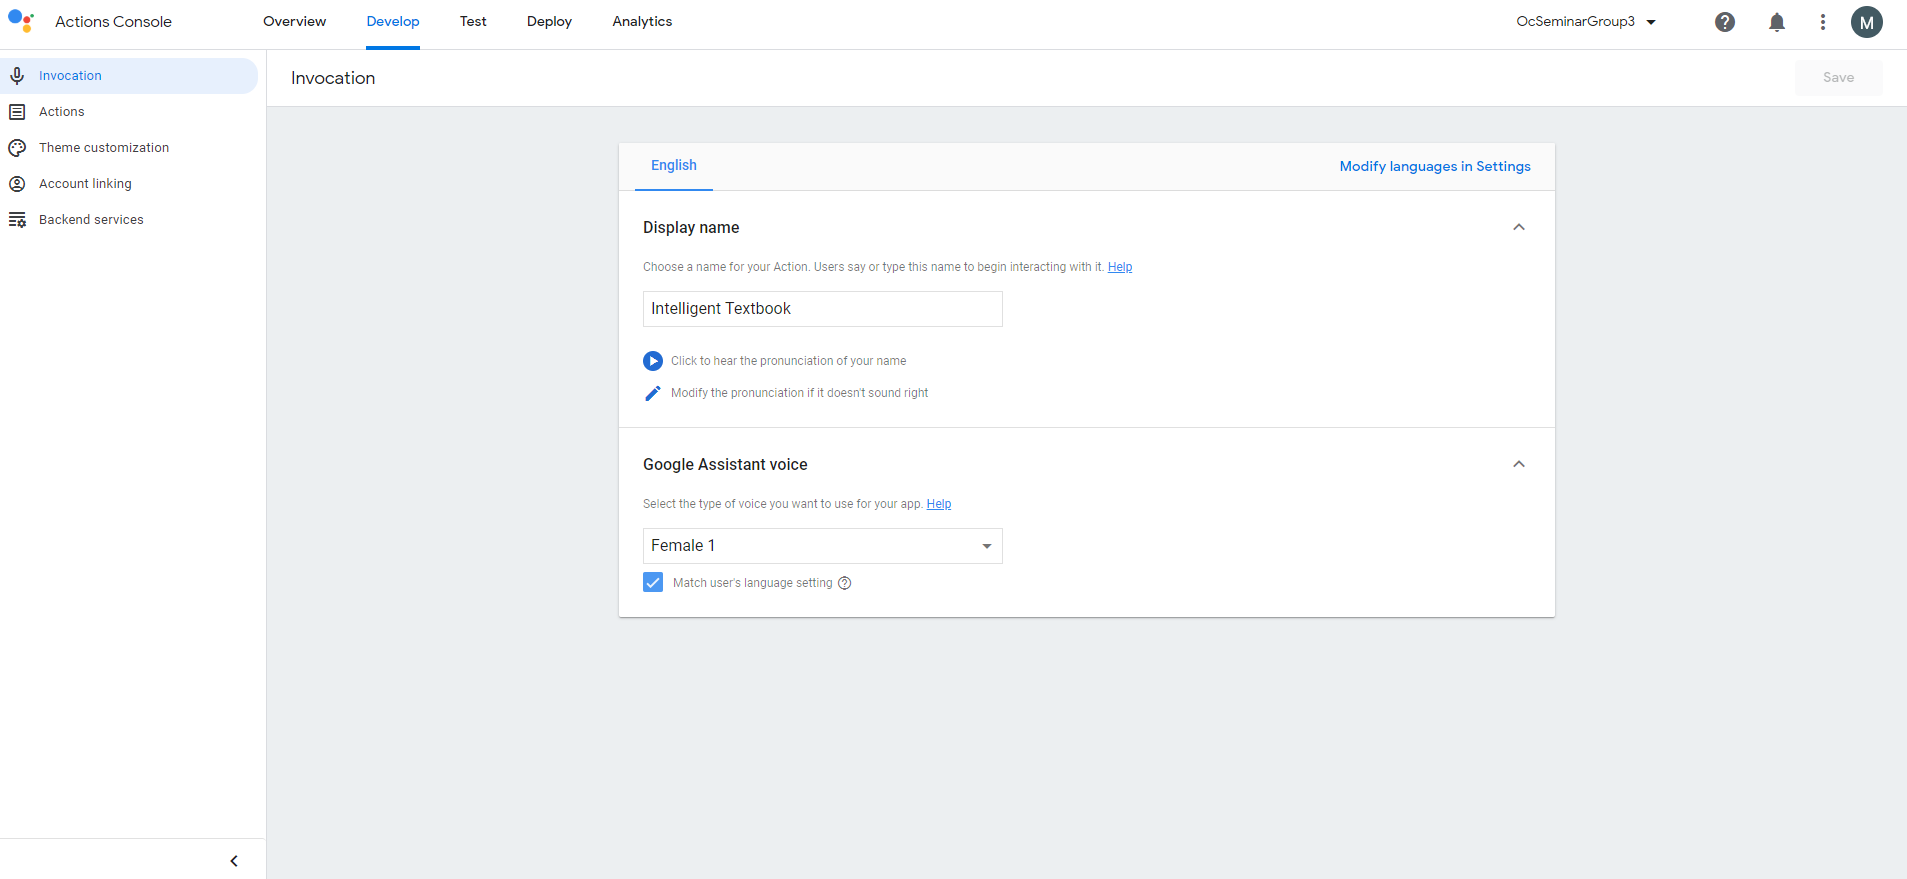 Actions Console
Overview
Develop
Test
Deploy
Analytics
OcSeminarGroup3
M
Invocation
Actions
Theme customization
Account linking
Backend services
Invocation
Save
English
Modify languages in Settings
Display name
Choose a name for your Action. Users say or type this name to begin interacting with it. Help
Intelligent Textbook
Click to hear the pronunciation of your name
Modify the pronunciation if it doesn't sound right
Google Assistant voice
Select the type of voice you want to use for your app. Help
Female 1
Match user's language setting